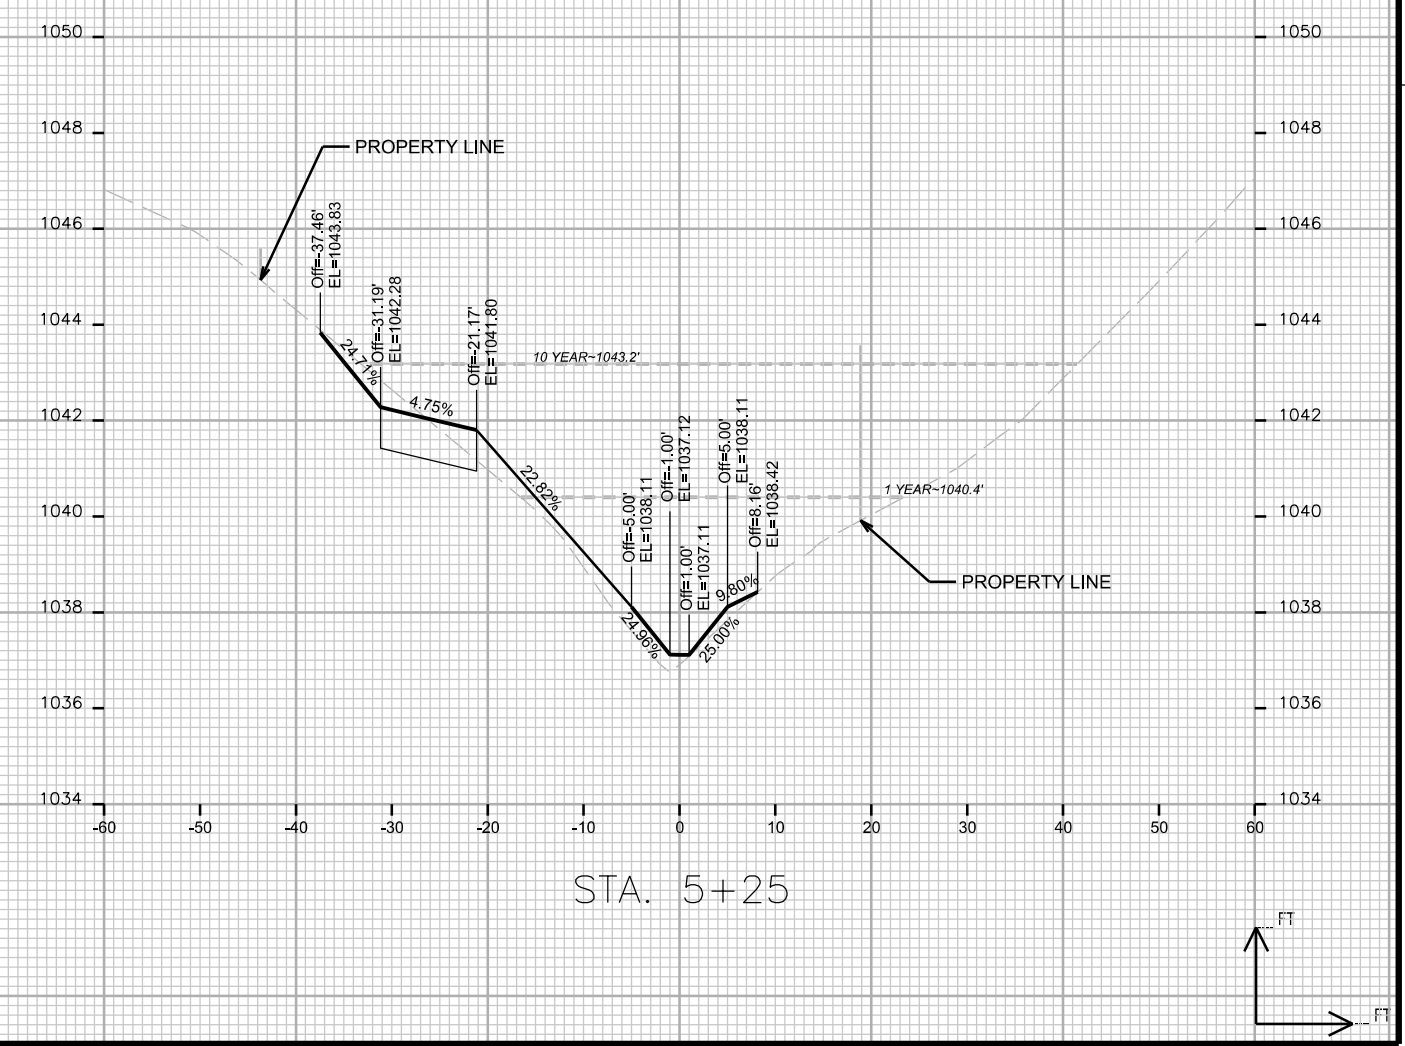 1050
1050
1048
1048
PROPERTY LINE
1046
1046
Off=-37.46'
EL=1043.83
Off=-31.19'
EL=1042.28
Off=-21.17'
EL=1041.80
1044
1044
24.71%
10 YEAR~1043.2'
4.75%
1042
1042
Off=-1.00'
EL=1037.12
Off=5.00'
EL=1038.11
22.82%
Off=-5.00'
EL=1038.11
Off=8.16'
EL=1038.42
1 YEAR~1040.4'
1040
1040
Off=1.00'
EL=1037.11
9.80%
PROPERTY LINE
1038
1038
24.96%
25.00%
1036
1036
1034
1034
-60 -50 -40 -30 -20 -10 0 10 20 30 40 50 60
STA. 5+25
FT
FT